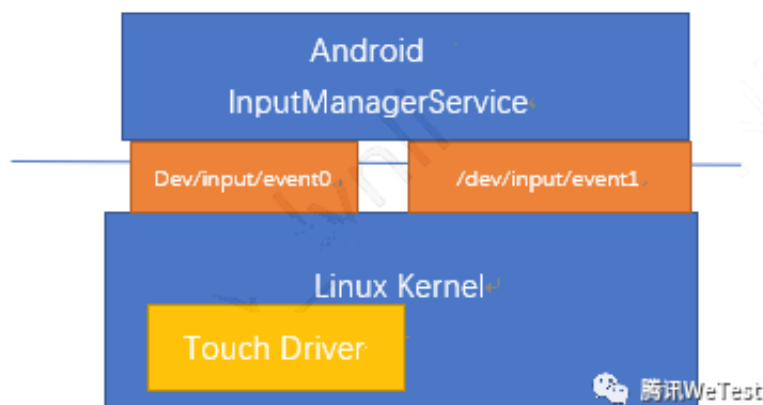 Android
InputManagerService
Dev/input/event0
/dev/input/event1
Linux Kernel
Touch Driver
腾讯WeTest